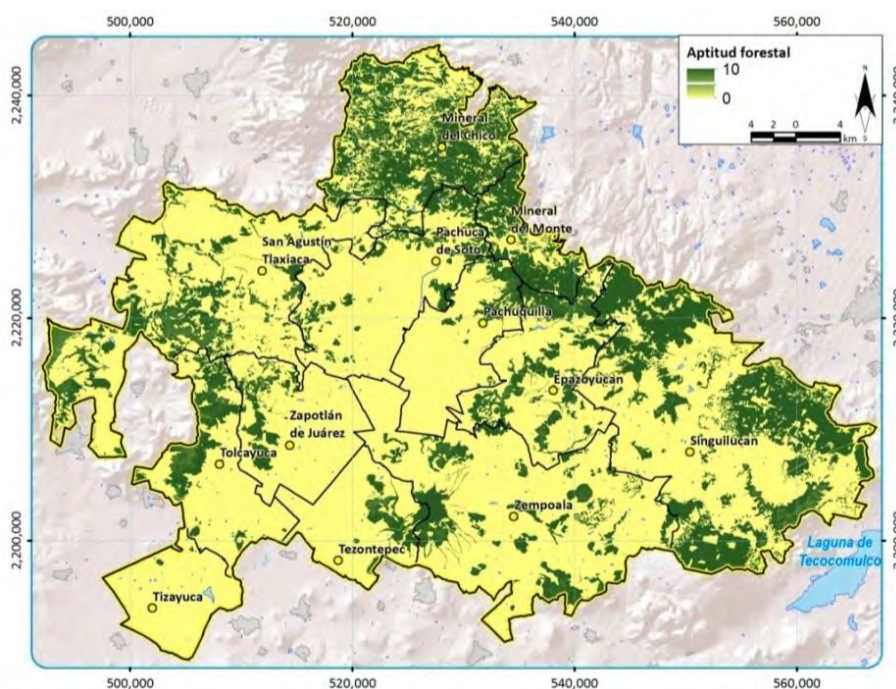 500,000 520,000 540,000 560,000
Aptitud forestal
10
0
N
S
4 2 0 4
km
2,240,000
Mineral
del Chico
Mineral
del Monte
San Agustín
Tlaxiaca
Pachuca
de Soto
2,220,000
Pachuquilla
Epazoyucan
Zapotlán
de Juárez
Singuilucan
Tolcayuca
Zempoala
2,200,000
Laguna de
Tecocomulco
Tezontepec
Tizayuca
500,000 520,000 540,000 560,000